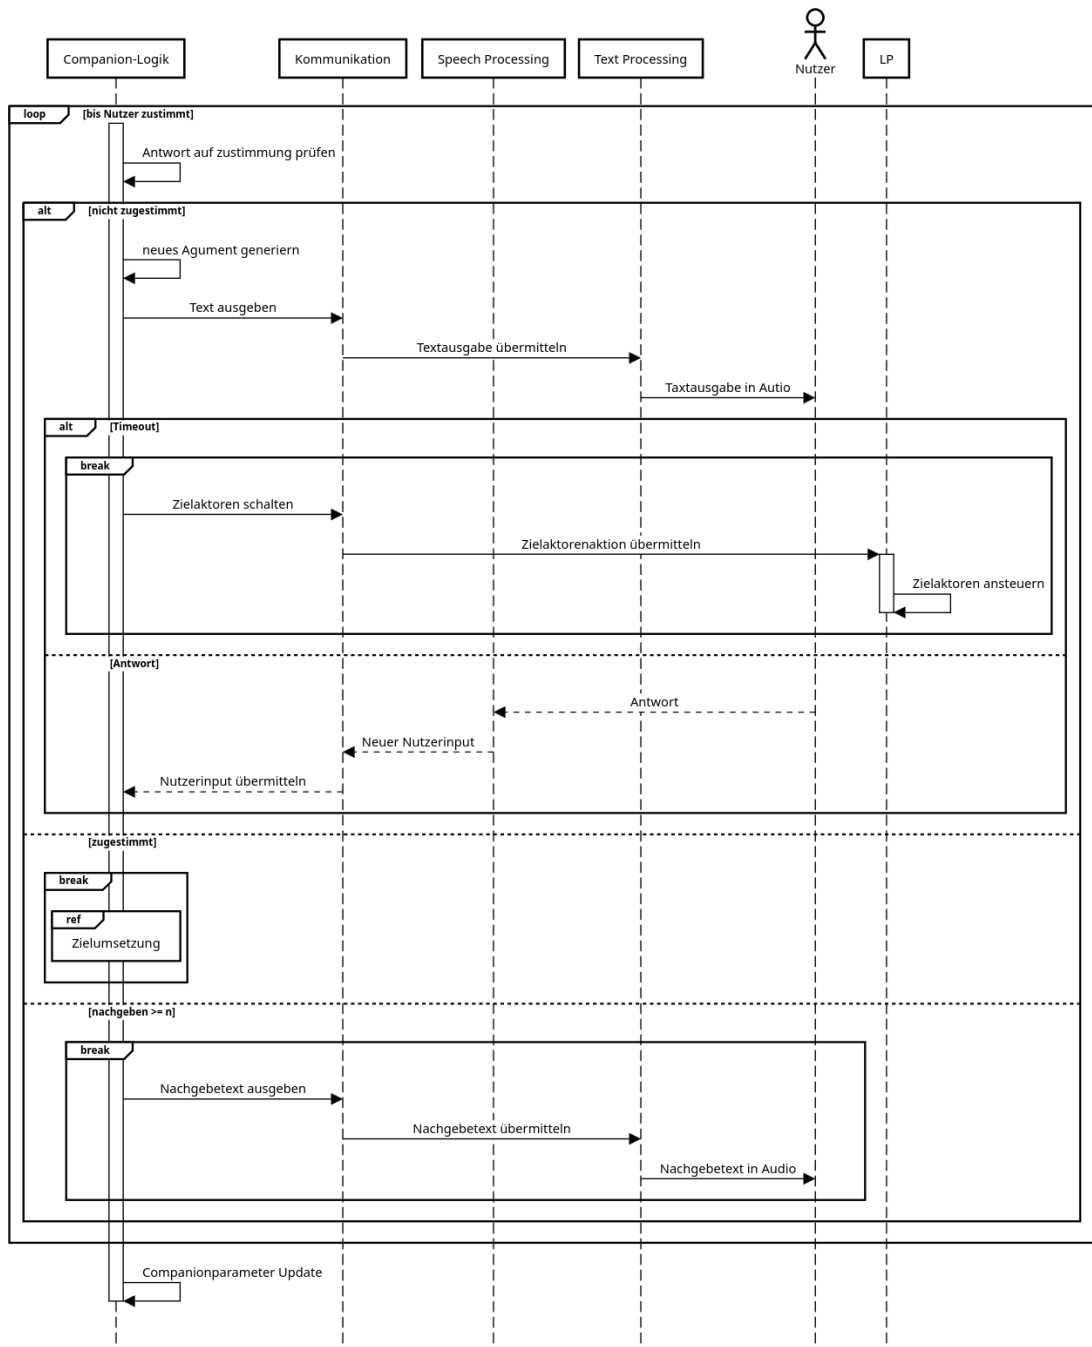 Companion-Logik
Kommunikation
Speech Processing
Text Processing
Nutzer
LP
loop
[bis Nutzer zustimmt]
Antwort auf zustimmung prüfen
alt
[nicht zugestimmt]
neues Agument generiern
Text ausgeben
Textausgabe übermitteln
Taxtausgabe in Autio
alt
[Timeout]
break
Zielaktoren schalten
Zielaktorenaktion übermitteln
Zielaktoren ansteuern
[Antwort]
Antwort
Neuer Nutzerinput
Nutzerinput übermitteln
[zugestimmt]
break
ref
Zielumsetzung
[nachgeben >= n]
break
Nachgebetext ausgeben
Nachgebetext übermitteln
Nachgebetext in Audio
Companionparameter Update